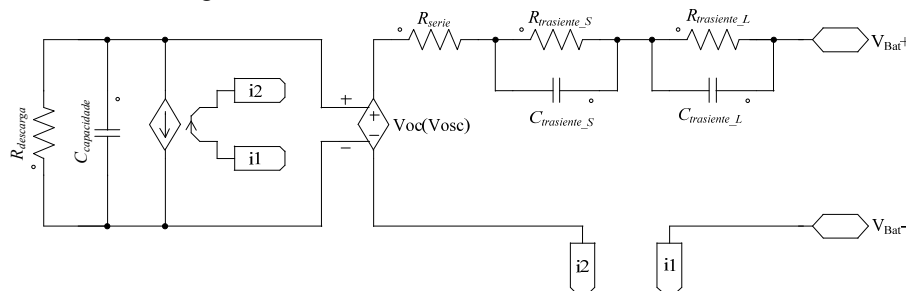 R_serie
R_trasiente_S
R_trasiente_L
V_Bat+
C_trasiente_S
C_trasiente_L
R_descarga
C_capacidade
i2
i1
+
−
+
−
Voc(Vosc)
V_Bat-
i2
i1